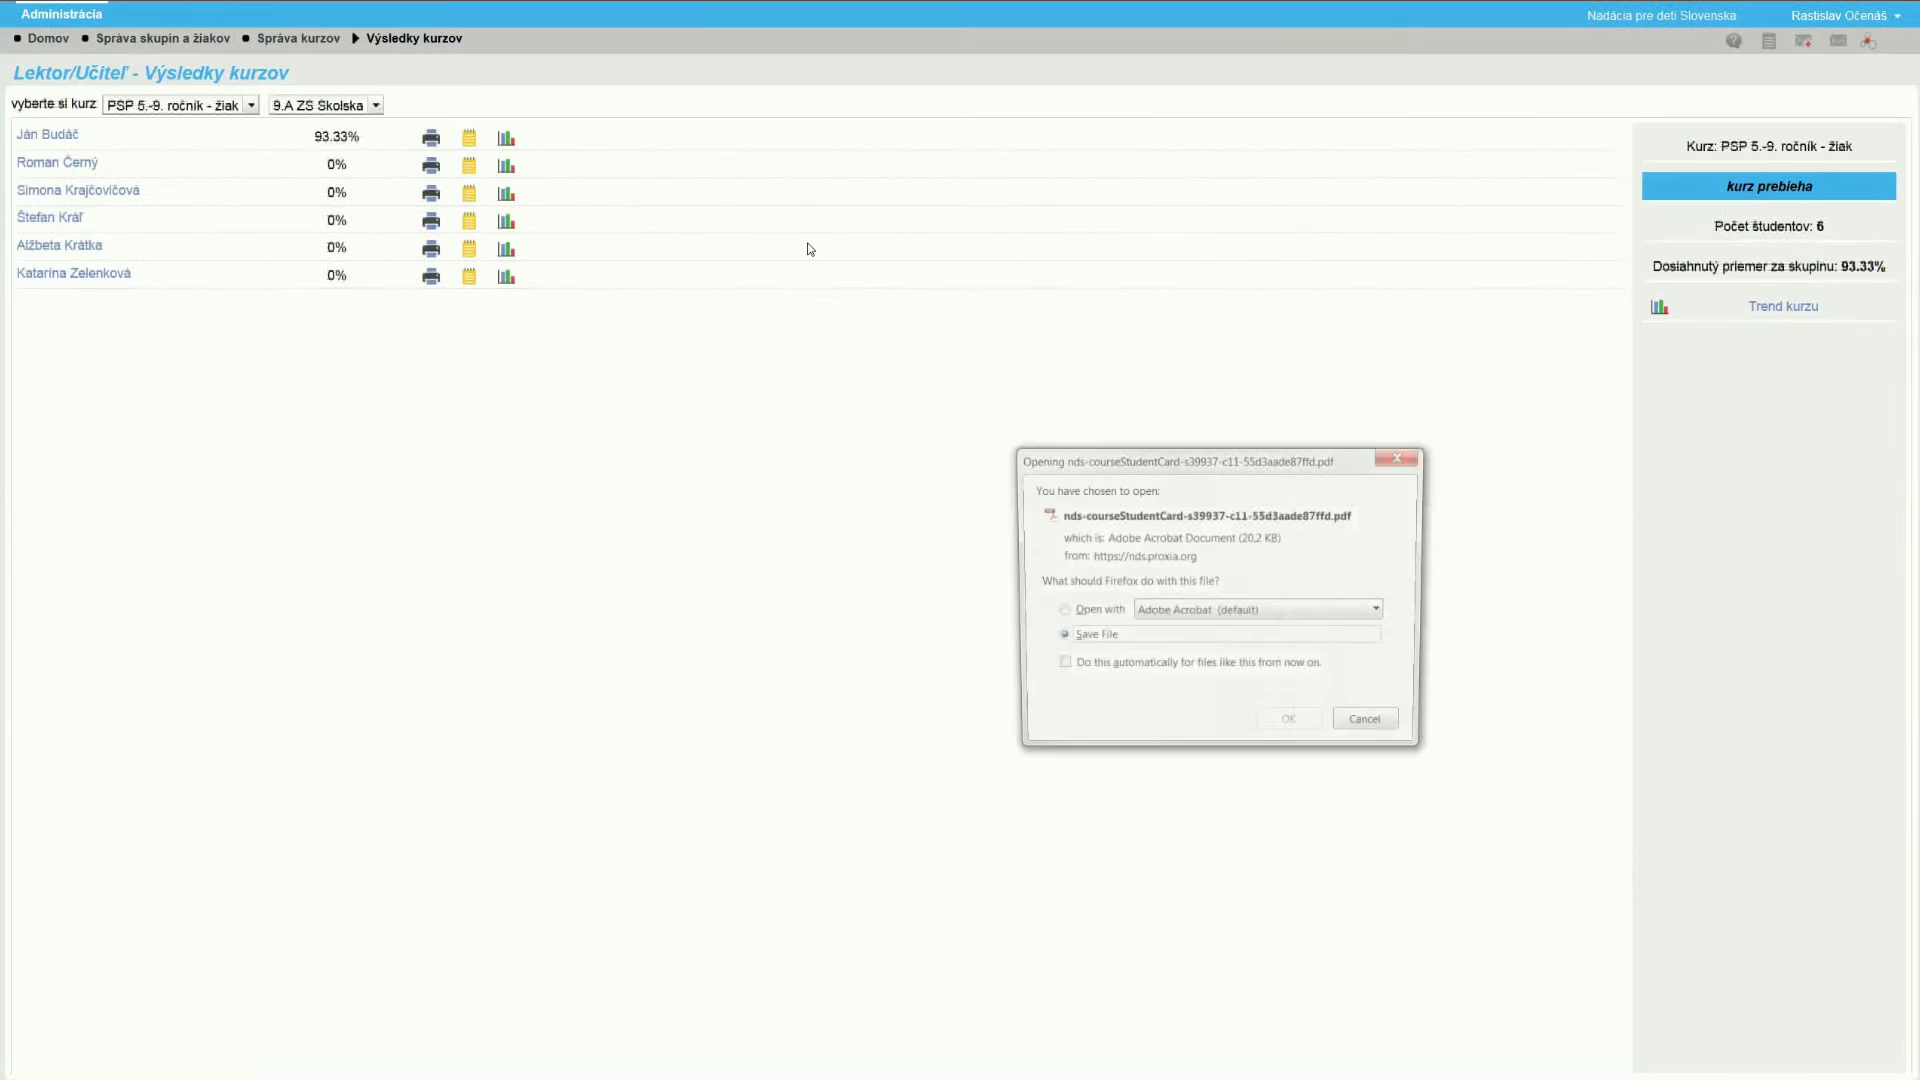 Administrácia
Nadácia pre deti Slovenska Rastislav Očenáš
Domov Správa skupín a žiakov Správa kurzov Výsledky kurzov
Lektor/Učiteľ - Výsledky kurzov
vyberte si kurz PSP 5.-9. ročník - žiak 9.A ZS Skolska
Ján Budáč 93.33%
Roman Černý 0%
Simona Krajčovičová 0%
Štefan Kráľ 0%
Alžbeta Krátka 0%
Katarína Zelenková 0%
Kurz: PSP 5.-9. ročník - žiak
kurz prebieha
Počet študentov: 6
Dosiahnutý priemer za skupinu: 93.33%
Trend kurzu
Opening nds-courseStudentCard-s39937-c11-55d3aade87ffd.pdf
You have chosen to open:
nds-courseStudentCard-s39937-c11-55d3aade87ffd.pdf
which is: Adobe Acrobat Document (20,2 KB)
from: https://nds.proxia.org
What should Firefox do with this file?
Open with Adobe Acrobat (default)
Save File
Do this automatically for files like this from now on.
OK Cancel